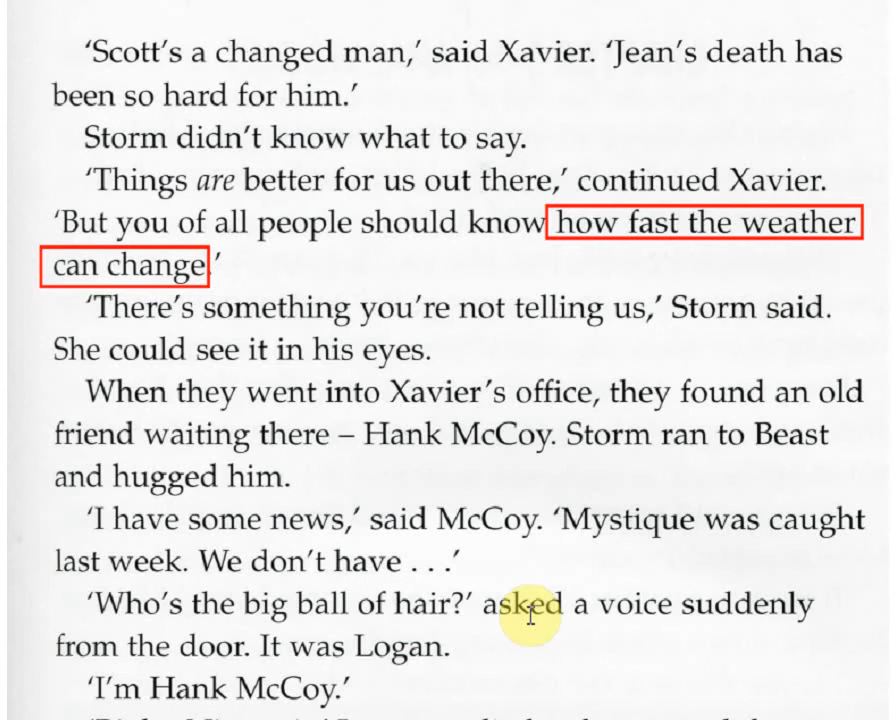 ‘Scott’s a changed man,’ said Xavier. ‘Jean’s death has
been so hard for him.’
Storm didn’t know what to say.
‘Things are better for us out there,’ continued Xavier.
‘But you of all people should know how fast the weather
can change.’
‘There’s something you’re not telling us,’ Storm said.
She could see it in his eyes.
When they went into Xavier’s office, they found an old
friend waiting there – Hank McCoy. Storm ran to Beast
and hugged him.
‘I have some news,’ said McCoy. ‘Mystique was caught
last week. We don’t have . . .’
‘Who’s the big ball of hair?’ asked a voice suddenly
from the door. It was Logan.
‘I’m Hank McCoy.’